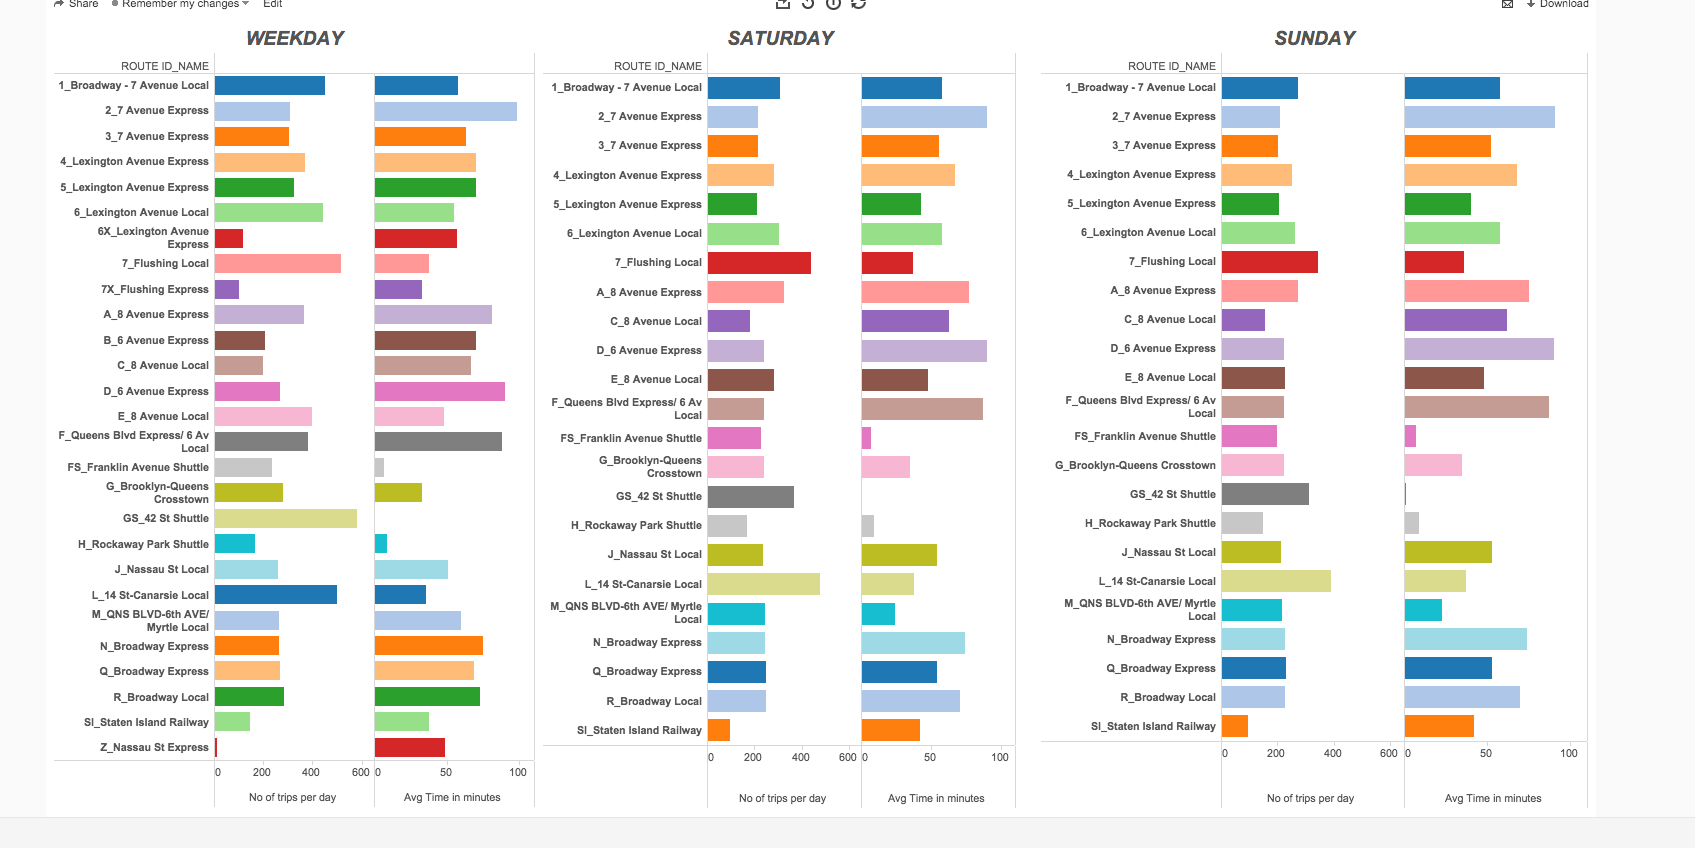 Share Remember my changes Edit Download
WEEKDAY
ROUTE ID_NAME
1_Broadway - 7 Avenue Local
2_7 Avenue Express
3_7 Avenue Express
4_Lexington Avenue Express
5_Lexington Avenue Express
6_Lexington Avenue Local
6X_Lexington Avenue
Express
7_Flushing Local
7X_Flushing Express
A_8 Avenue Express
B_6 Avenue Express
C_8 Avenue Local
D_6 Avenue Express
E_8 Avenue Local
F_Queens Blvd Express/ 6 Av
Local
FS_Franklin Avenue Shuttle
G_Brooklyn-Queens
Crosstown
GS_42 St Shuttle
H_Rockaway Park Shuttle
J_Nassau St Local
L_14 St-Canarsie Local
M_QNS BLVD-6th AVE/
Myrtle Local
N_Broadway Express
Q_Broadway Express
R_Broadway Local
SI_Staten Island Railway
Z_Nassau St Express
0 200 400 600 0 50 100
No of trips per day Avg Time in minutes
SATURDAY
ROUTE ID_NAME
1_Broadway - 7 Avenue Local
2_7 Avenue Express
3_7 Avenue Express
4_Lexington Avenue Express
5_Lexington Avenue Express
6_Lexington Avenue Local
7_Flushing Local
A_8 Avenue Express
C_8 Avenue Local
D_6 Avenue Express
E_8 Avenue Local
F_Queens Blvd Express/ 6 Av
Local
FS_Franklin Avenue Shuttle
G_Brooklyn-Queens
Crosstown
GS_42 St Shuttle
H_Rockaway Park Shuttle
J_Nassau St Local
L_14 St-Canarsie Local
M_QNS BLVD-6th AVE/ Myrtle
Local
N_Broadway Express
Q_Broadway Express
R_Broadway Local
SI_Staten Island Railway
0 200 400 600 0 50 100
No of trips per day Avg Time in minutes
SUNDAY
ROUTE ID_NAME
1_Broadway - 7 Avenue Local
2_7 Avenue Express
3_7 Avenue Express
4_Lexington Avenue Express
5_Lexington Avenue Express
6_Lexington Avenue Local
7_Flushing Local
A_8 Avenue Express
C_8 Avenue Local
D_6 Avenue Express
E_8 Avenue Local
F_Queens Blvd Express/ 6 Av
Local
FS_Franklin Avenue Shuttle
G_Brooklyn-Queens Crosstown
GS_42 St Shuttle
H_Rockaway Park Shuttle
J_Nassau St Local
L_14 St-Canarsie Local
M_QNS BLVD-6th AVE/ Myrtle
Local
N_Broadway Express
Q_Broadway Express
R_Broadway Local
SI_Staten Island Railway
0 200 400 600 0 50 100
No of trips per day Avg Time in minutes